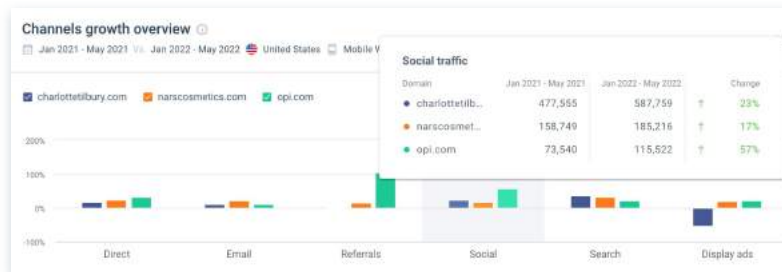 Channels growth overview
Jan 2021 - May 2021 Vs. Jan 2022 - May 2022 United States Mobile W
charlottetilbury.com narscosmetics.com opi.com
Social traffic
Domain Jan 2021 - May 2021 Jan 2022 - May 2022 Change
charlottetilb... 477,555 587,759 ↑ 23%
narscosmet... 158,749 185,216 ↑ 17%
opi.com 73,540 115,522 ↑ 57%
200%
100%
0%
-100%
Direct Email Referrals Social Search Display ads